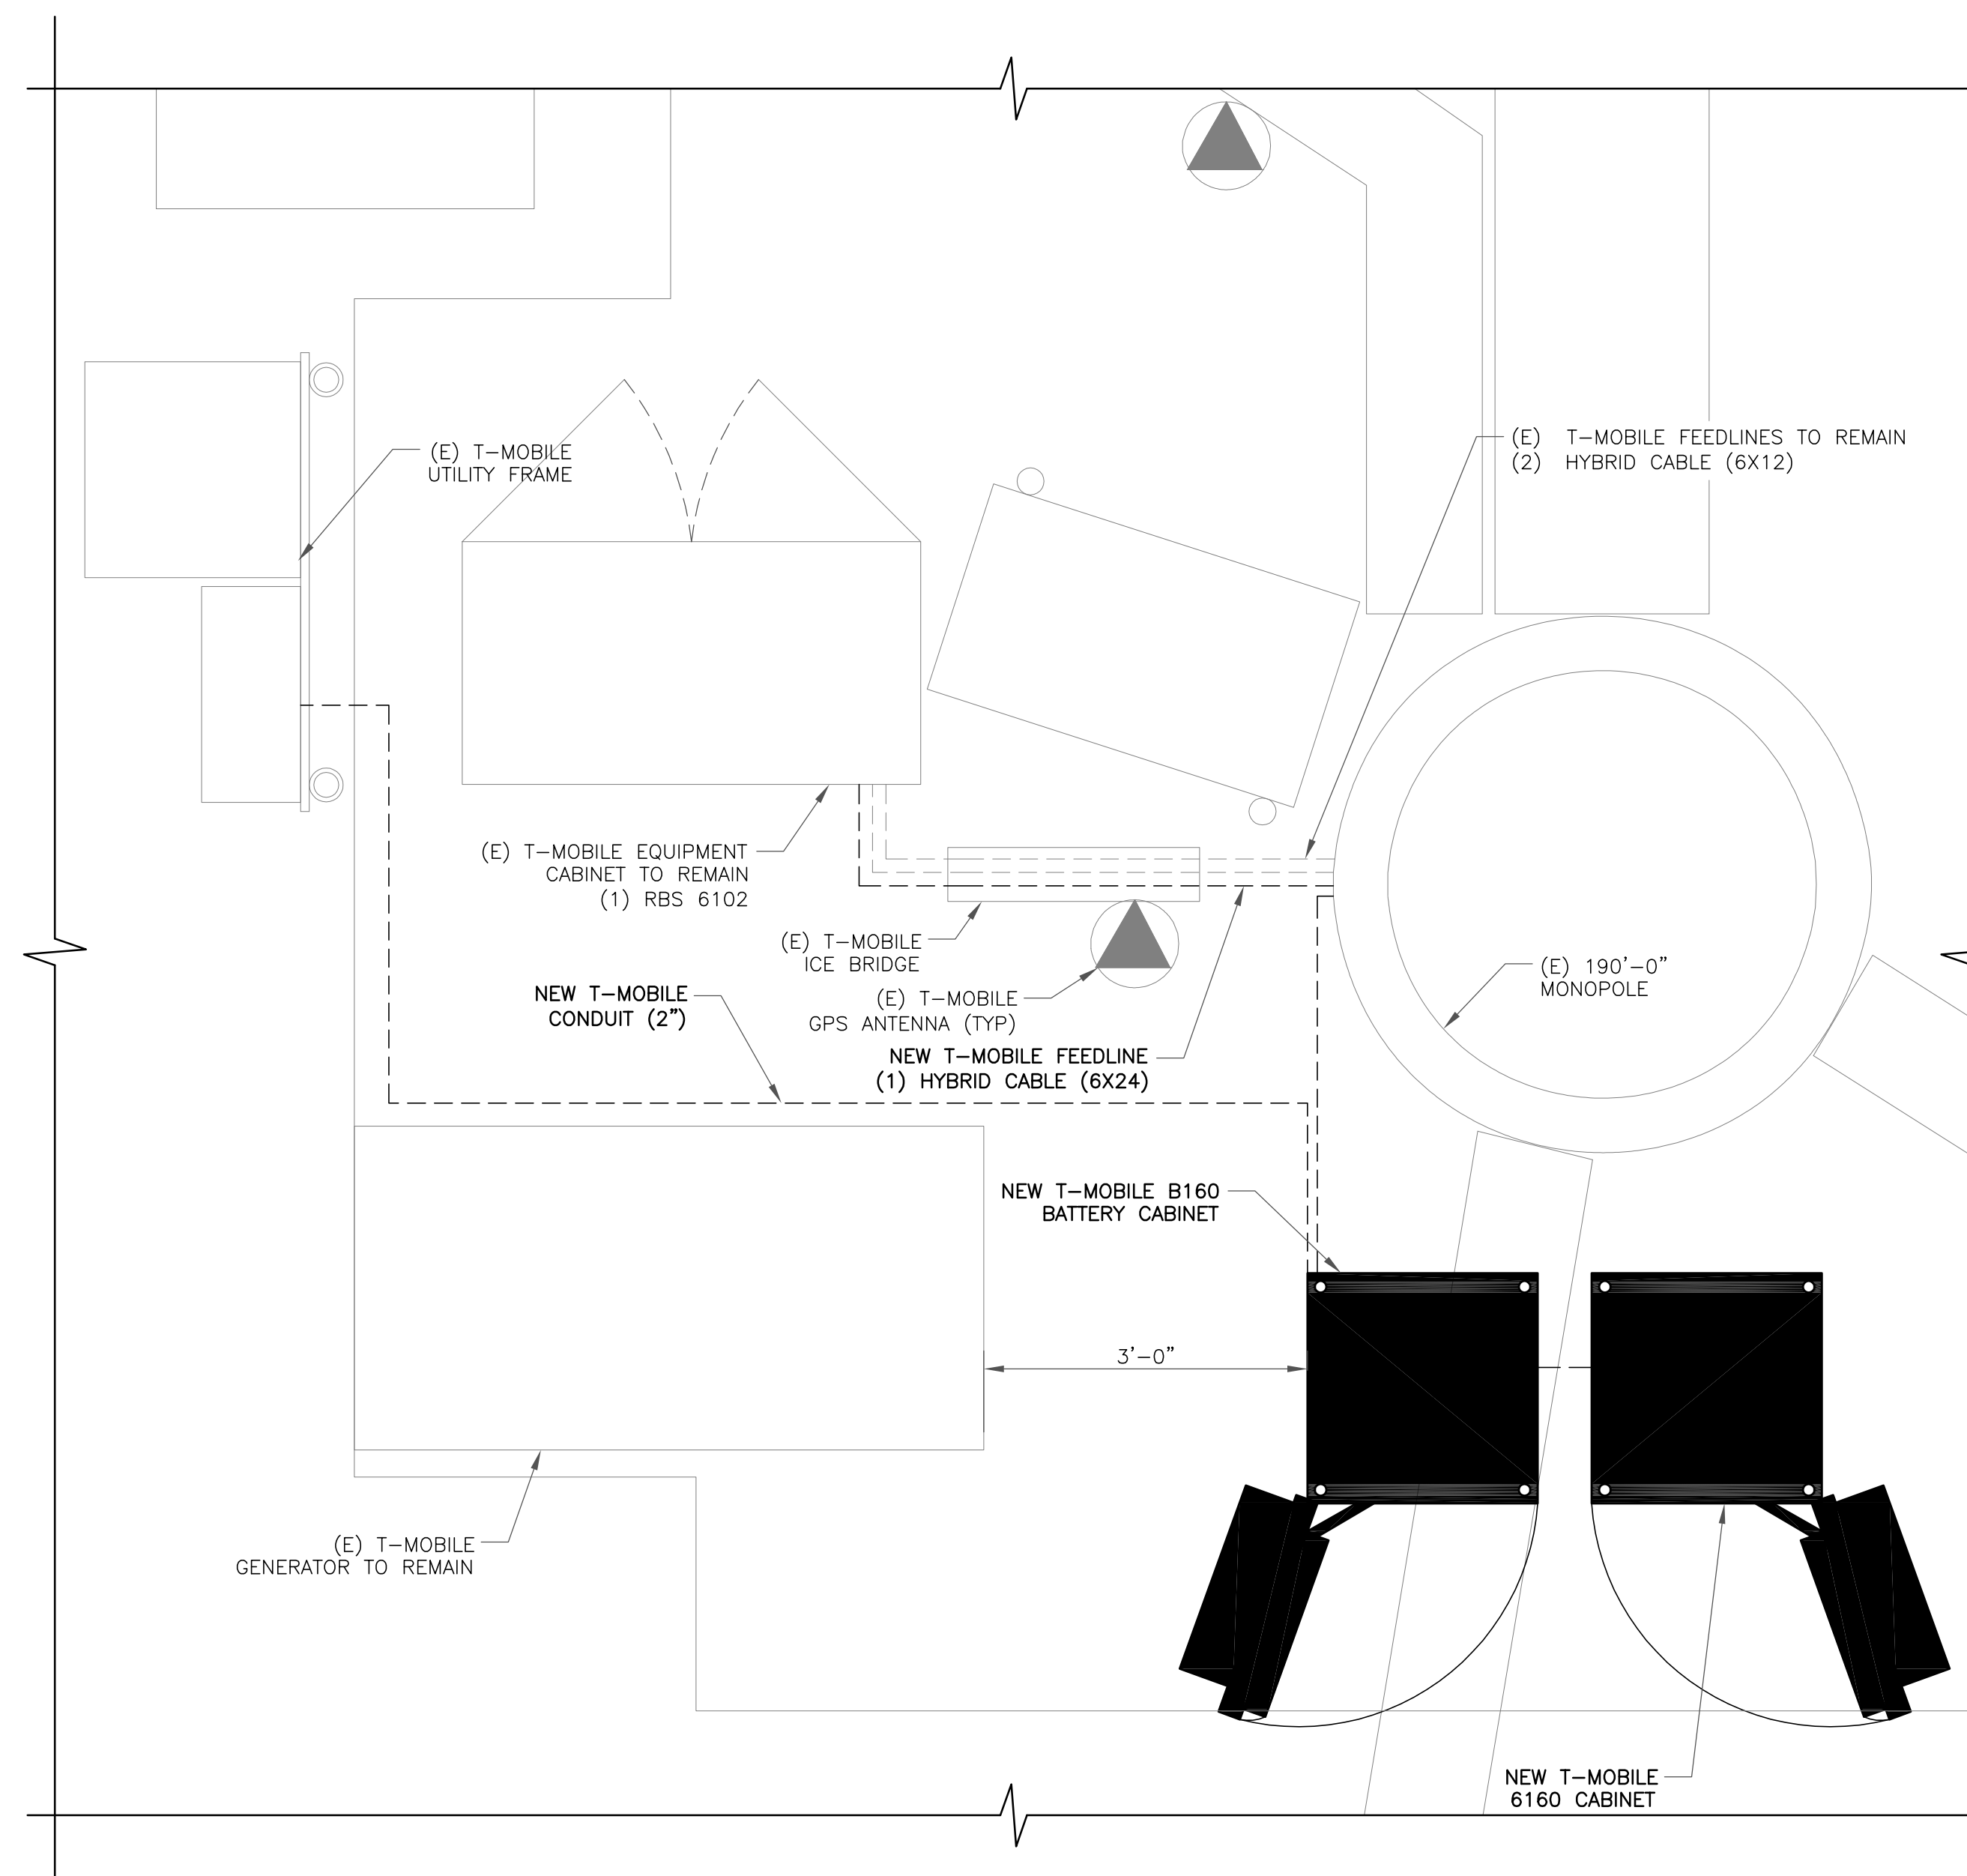 (E) T-MOBILE FEEDLINES TO REMAIN
(2) HYBRID CABLE (6X12)
(E) T-MOBILE
UTILITY FRAME
(E) T-MOBILE EQUIPMENT
CABINET TO REMAIN
(1) RBS 6102
(E) T-MOBILE
ICE BRIDGE
(E) 190'-0"
MONOPOLE
NEW T-MOBILE
CONDUIT (2")
(E) T-MOBILE
GPS ANTENNA (TYP)
NEW T-MOBILE FEEDLINE
(1) HYBRID CABLE (6X24)
NEW T-MOBILE B160
BATTERY CABINET
3'-0"
(E) T-MOBILE
GENERATOR TO REMAIN
NEW T-MOBILE
6160 CABINET